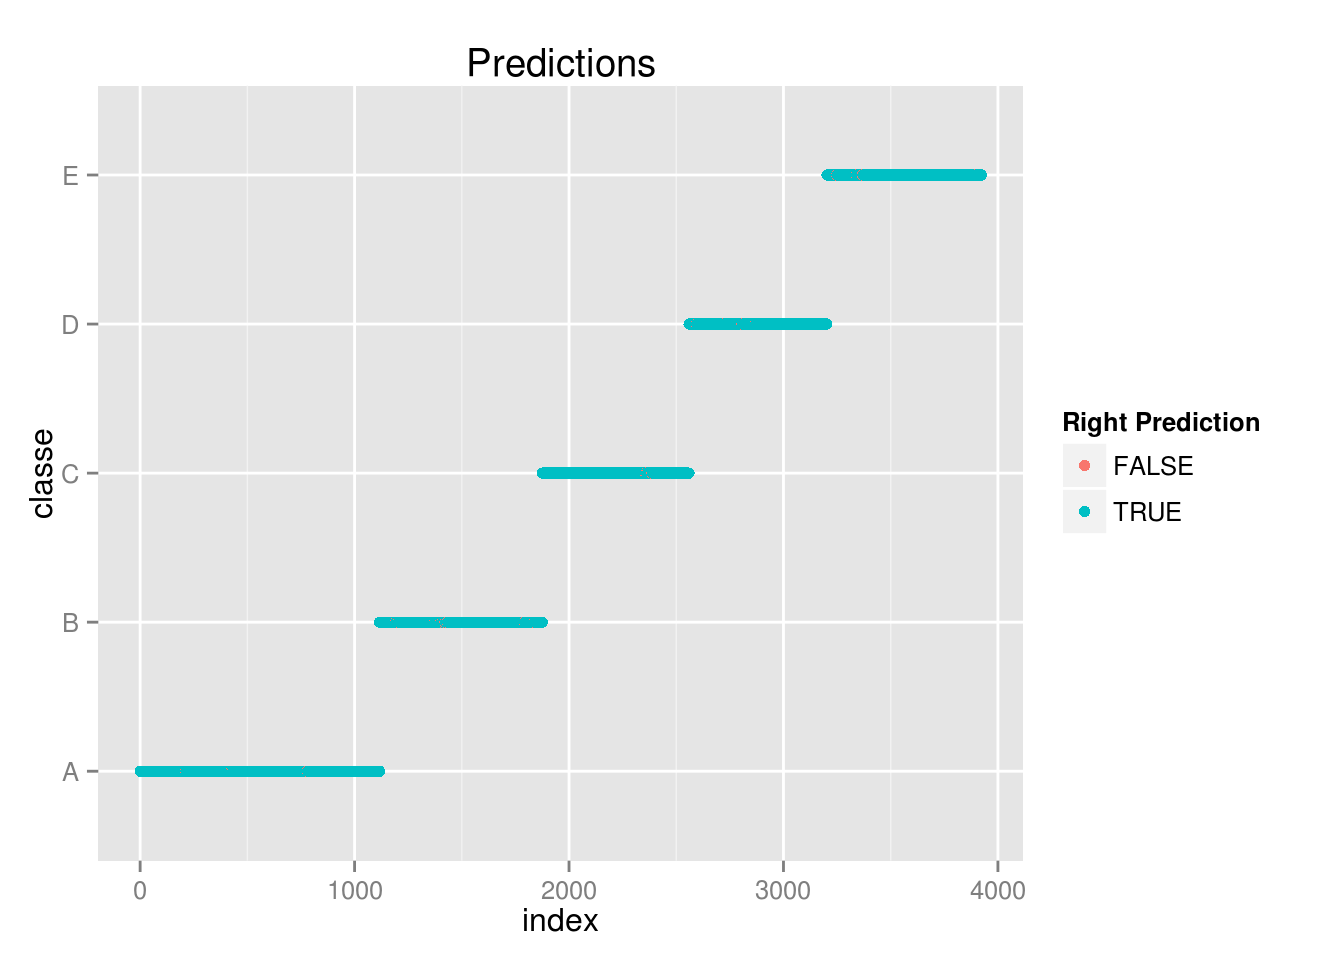 Predictions
E
D
C
B
A
classe
0 1000 2000 3000 4000
index
Right Prediction
FALSE
TRUE